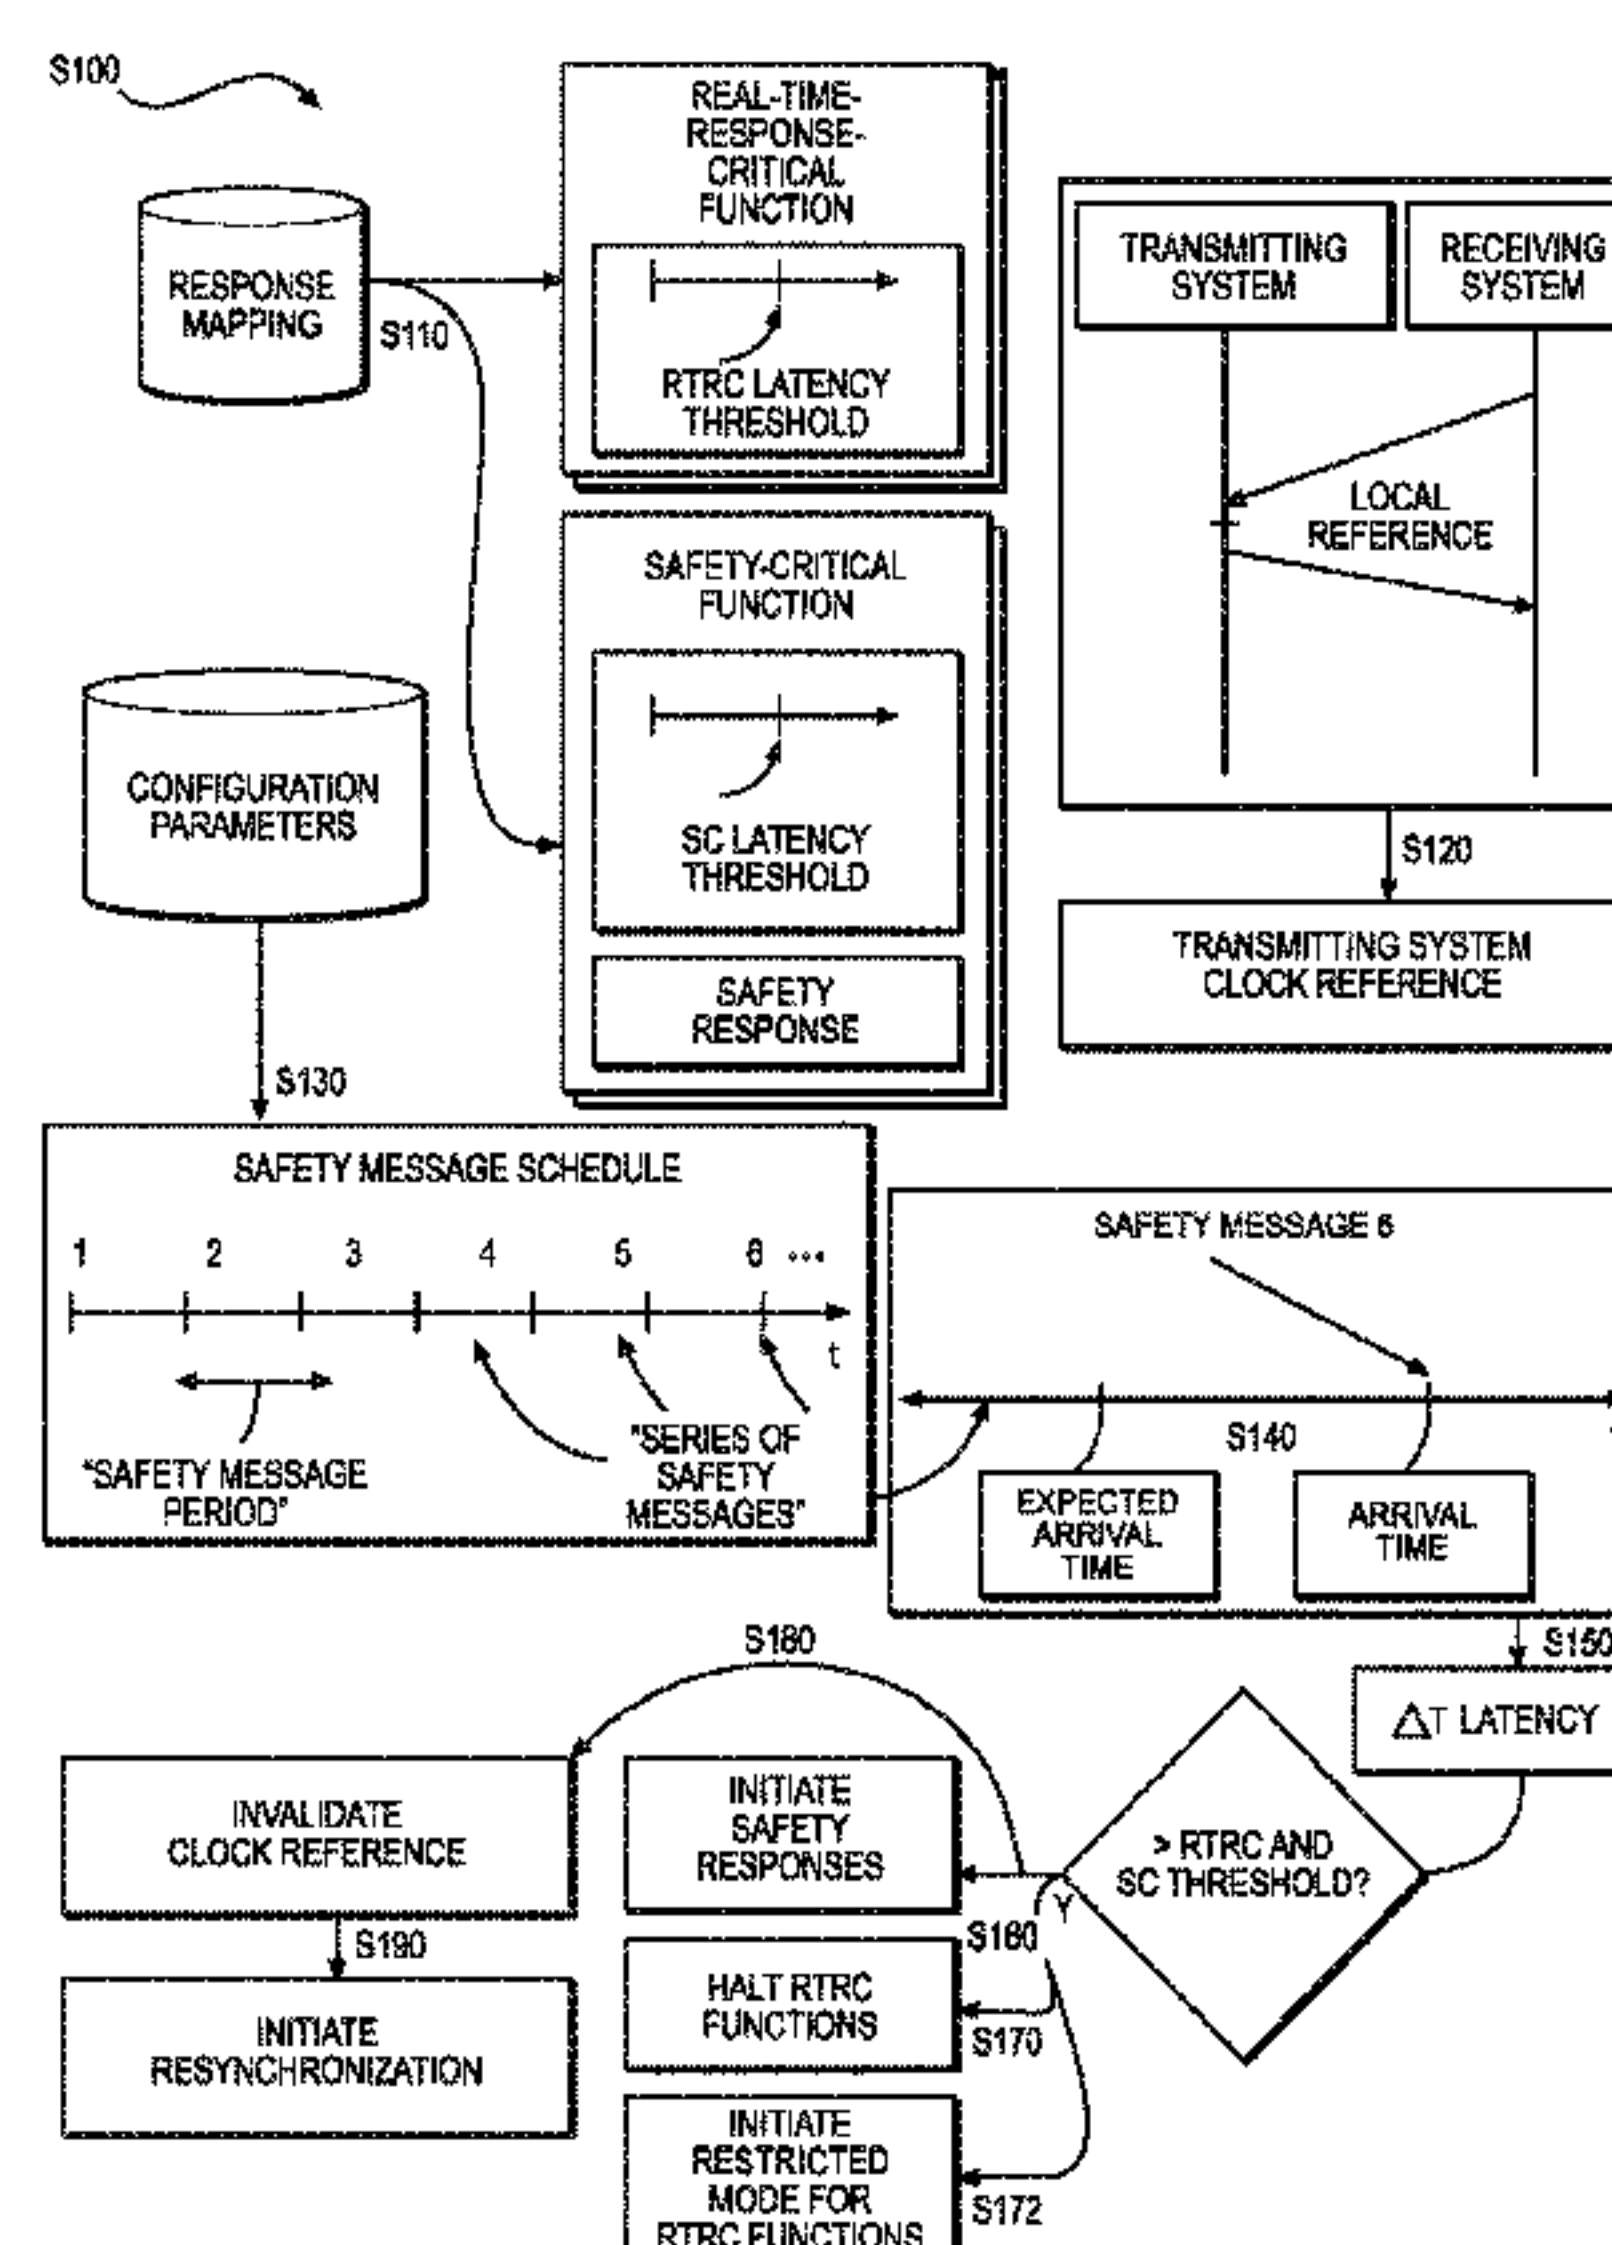 S100
REAL-TIME-
RESPONSE-
CRITICAL
FUNCTION
RESPONSE
MAPPING
S110
RTRC LATENCY
THRESHOLD
TRANSMITTING
SYSTEM
RECEIVING
SYSTEM
LOCAL
REFERENCE
SAFETY-CRITICAL
FUNCTION
SC LATENCY
THRESHOLD
SAFETY
RESPONSE
CONFIGURATION
PARAMETERS
S120
TRANSMITTING SYSTEM
CLOCK REFERENCE
S130
SAFETY MESSAGE SCHEDULE
1 2 3 4 5 6 ...
t
"SAFETY MESSAGE
PERIOD"
"SERIES OF
SAFETY
MESSAGES"
SAFETY MESSAGE 6
S140
EXPECTED
ARRIVAL
TIME
ARRIVAL
TIME
S150
ΔT LATENCY
> RTRC AND
SC THRESHOLD?
Y
S180
INVALIDATE
CLOCK REFERENCE
S190
INITIATE
RESYNCHRONIZATION
INITIATE
SAFETY
RESPONSES
S160
HALT RTRC
FUNCTIONS
S170
INITIATE
RESTRICTED
MODE FOR
RTRC FUNCTIONS
S172